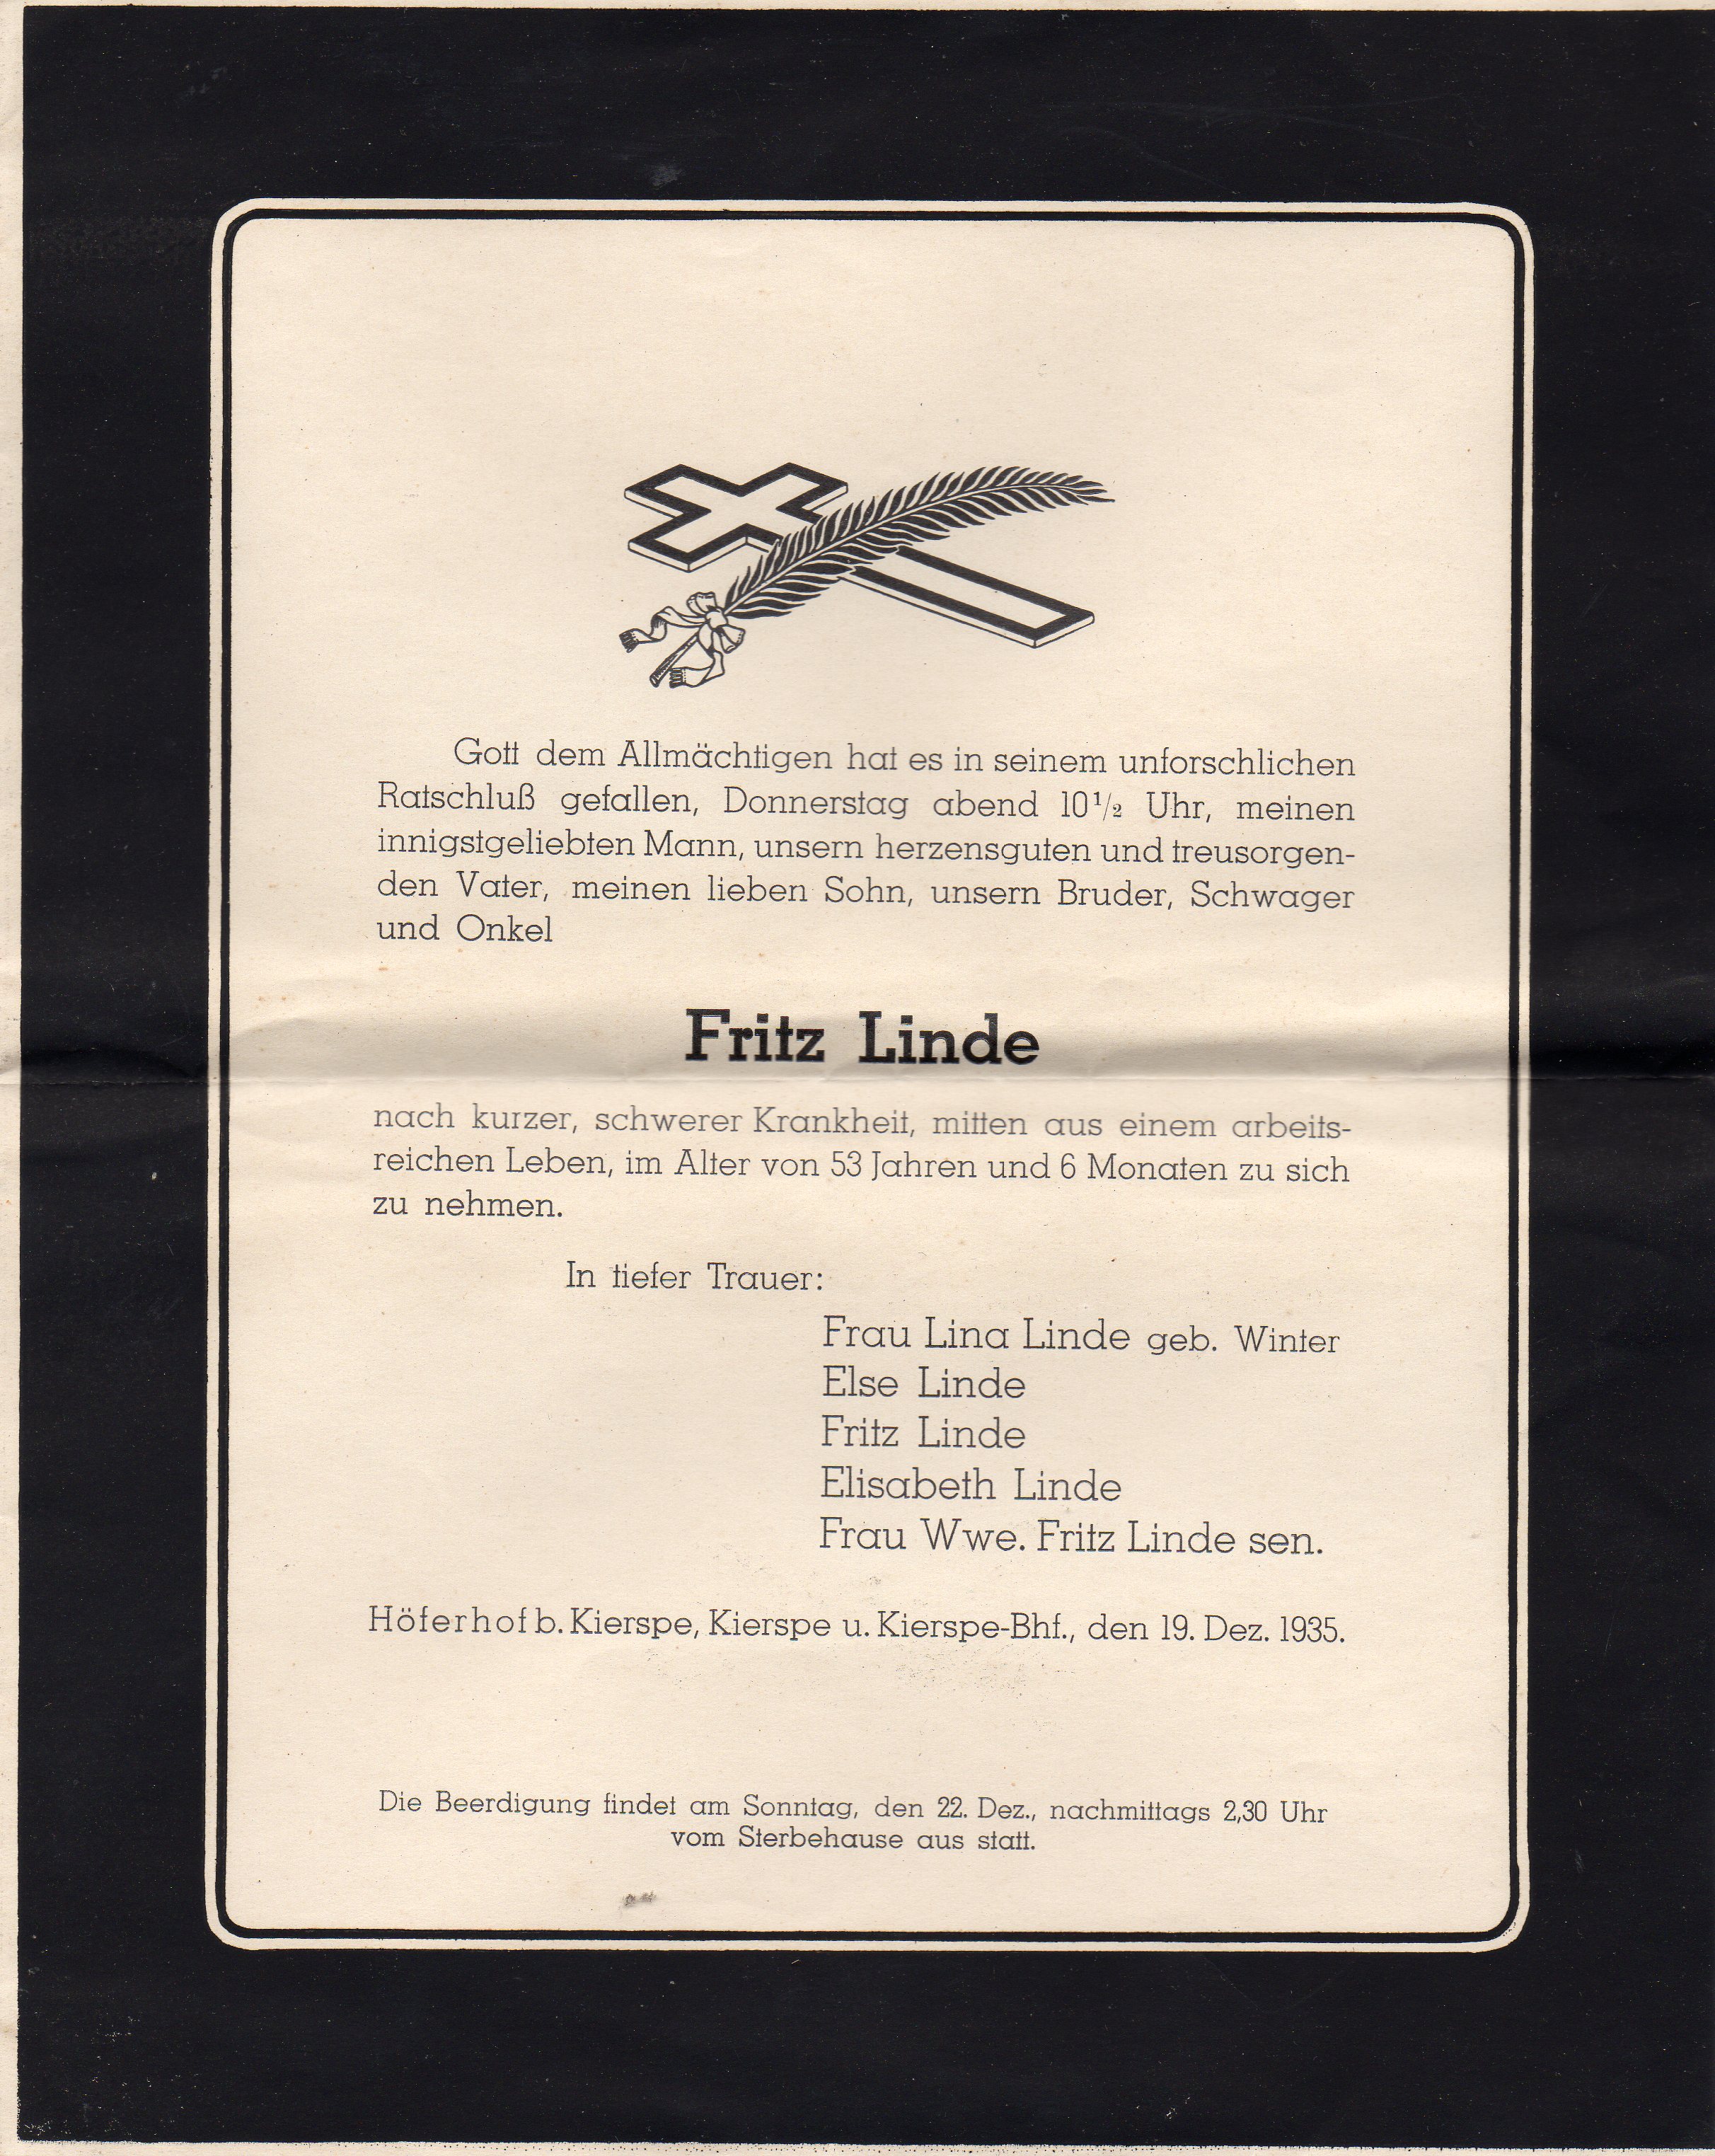 Gott dem Allmächtigen hat es in seinem unforschlichen
Ratschluß gefallen, Donnerstag abend 10½ Uhr, meinen
innigstgeliebten Mann, unsern herzensguten und treusorgen-
den Vater, meinen lieben Sohn, unsern Bruder, Schwager
und Onkel
Fritz Linde
nach kurzer, schwerer Krankheit, mitten aus einem arbeits-
reichen Leben, im Alter von 53 Jahren und 6 Monaten zu sich
zu nehmen.
In tiefer Trauer:
Frau Lina Linde geb. Winter
Else Linde
Fritz Linde
Elisabeth Linde
Frau Wwe. Fritz Linde sen.
Höferhof b. Kierspe, Kierspe u. Kierspe-Bhf., den 19. Dez. 1935.
Die Beerdigung findet am Sonntag, den 22. Dez., nachmittags 2,30 Uhr
vom Sterbehause aus statt.